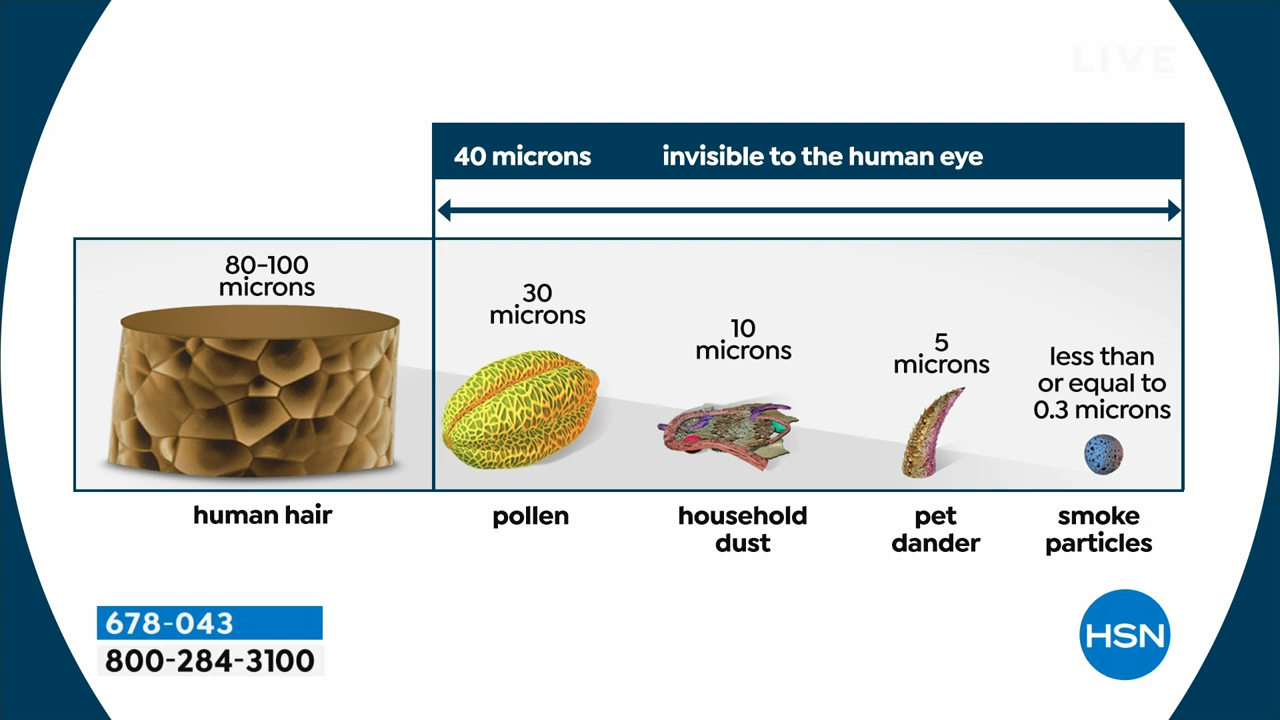 LIVE
40 microns invisible to the human eye
80-100
microns
30
microns
10
microns
5
microns
less than
or equal to
0.3 microns
human hair
pollen
household
dust
pet
dander
smoke
particles
678-043
800-284-3100
HSN